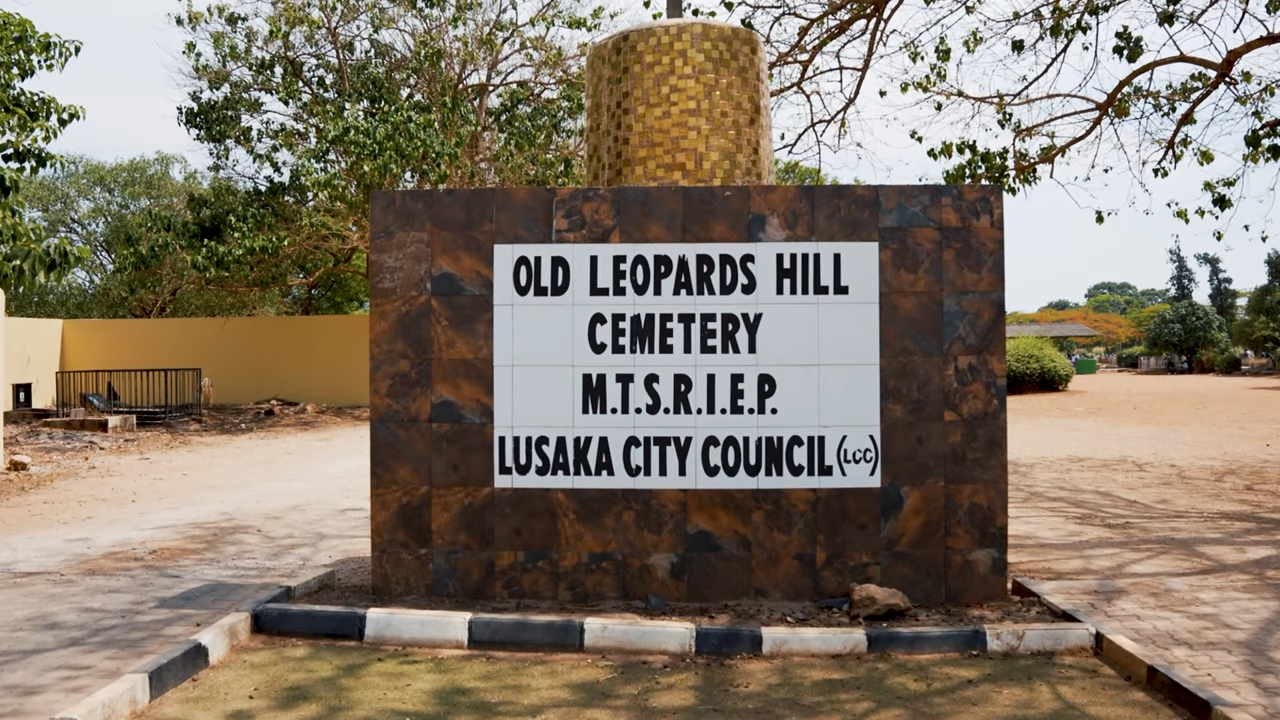 OLD LEOPARDS HILL
CEMETERY
M.T.S.R.I.E.P.
LUSAKA CITY COUNCIL (LCC)